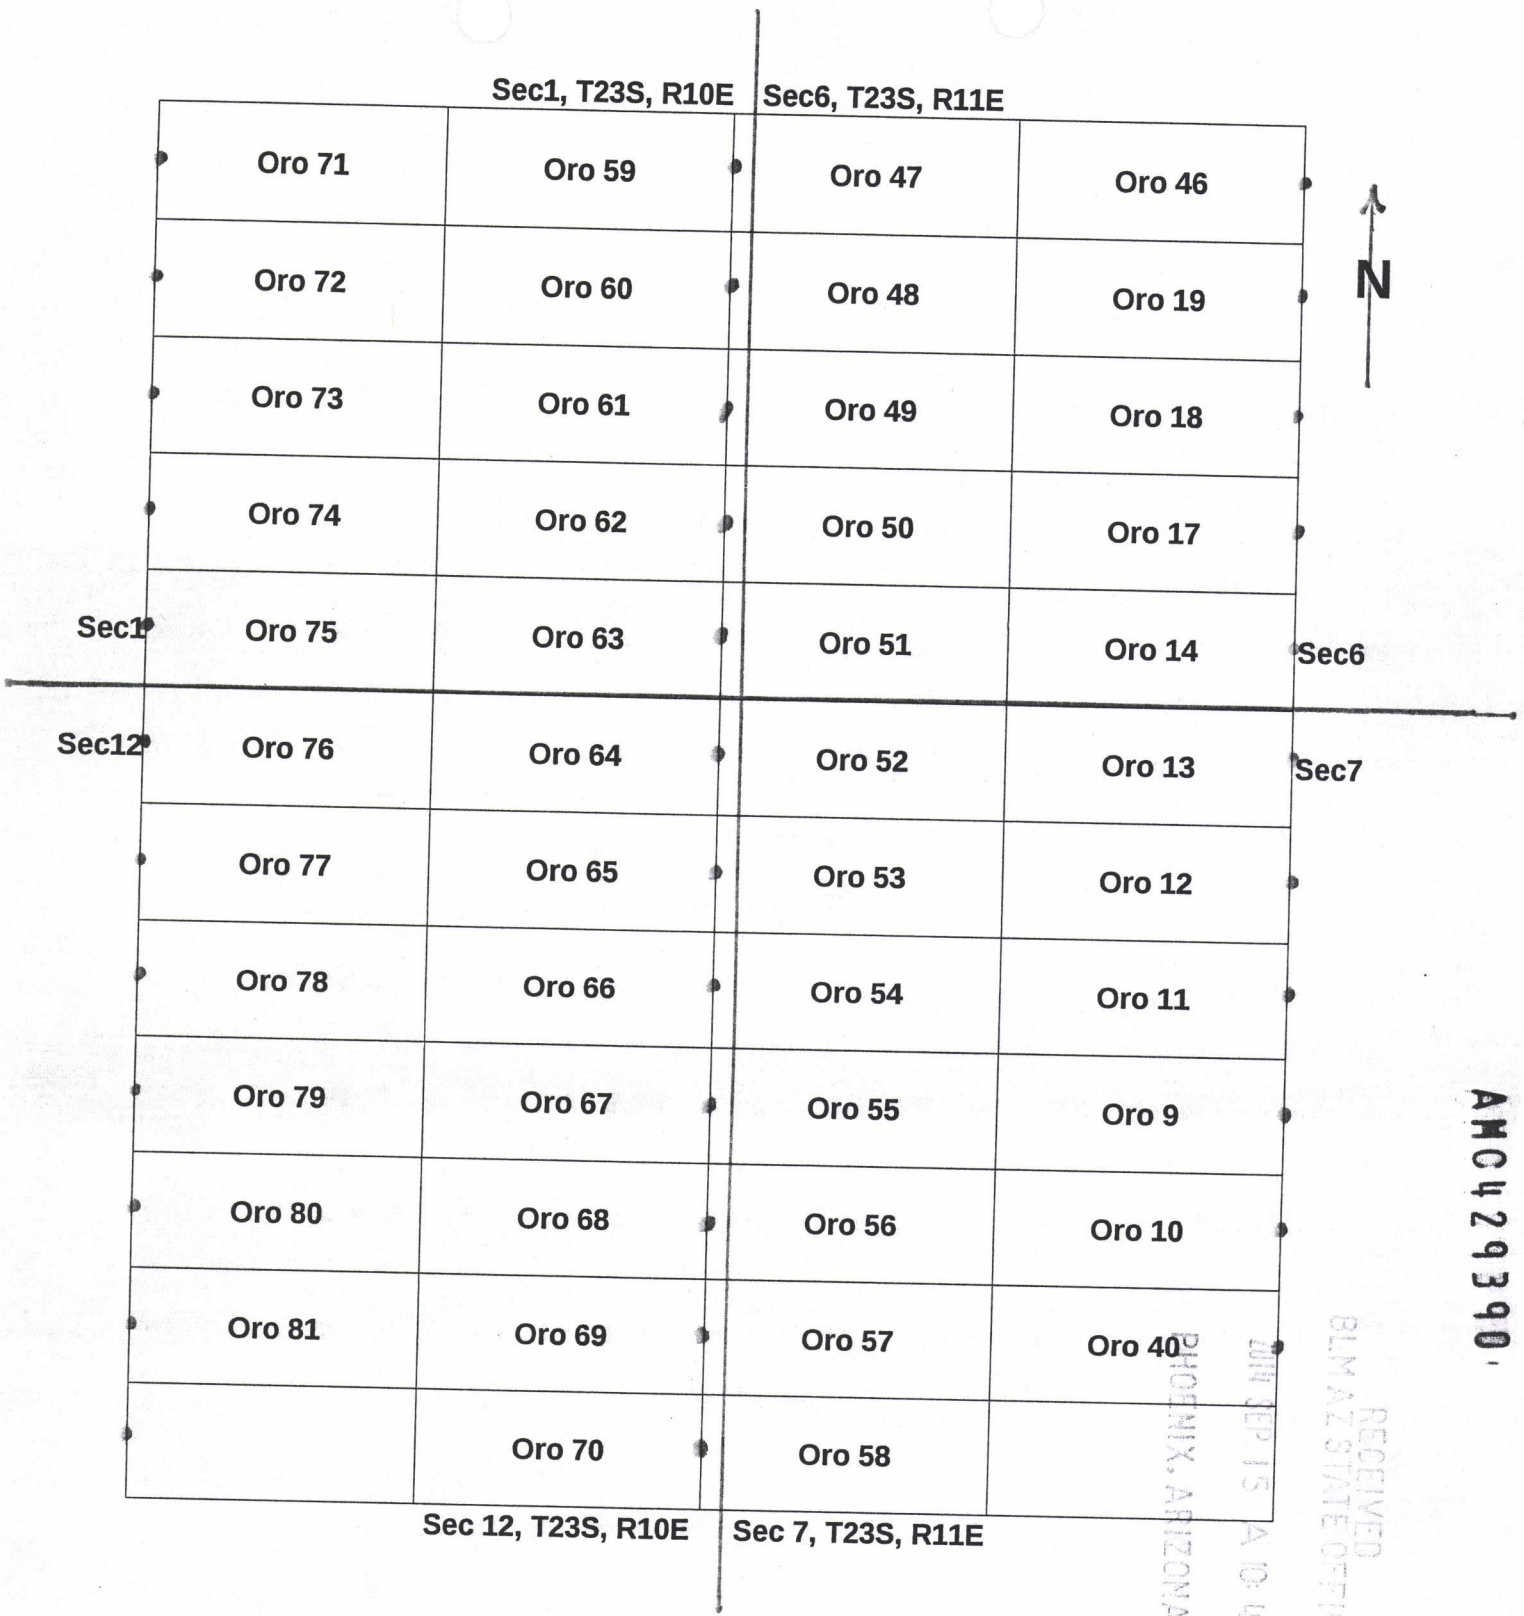 Sec1, T23S, R10E Sec6, T23S, R11E
Oro 71 Oro 59 Oro 47 Oro 46
Oro 72 Oro 60 Oro 48 Oro 19
N
Oro 73 Oro 61 Oro 49 Oro 18
Oro 74 Oro 62 Oro 50 Oro 17
Sec1 Oro 75 Oro 63 Oro 51 Oro 14 Sec6
Sec12 Oro 76 Oro 64 Oro 52 Oro 13 Sec7
Oro 77 Oro 65 Oro 53 Oro 12
Oro 78 Oro 66 Oro 54 Oro 11
Oro 79 Oro 67 Oro 55 Oro 9
Oro 80 Oro 68 Oro 56 Oro 10
Oro 81 Oro 69 Oro 57 Oro 40
Oro 70 Oro 58
Sec 12, T23S, R10E Sec 7, T23S, R11E
AMC429390
RECEIVED
BLM AZ STATE
SEP 15 A 10
PHOENIX, ARIZONA